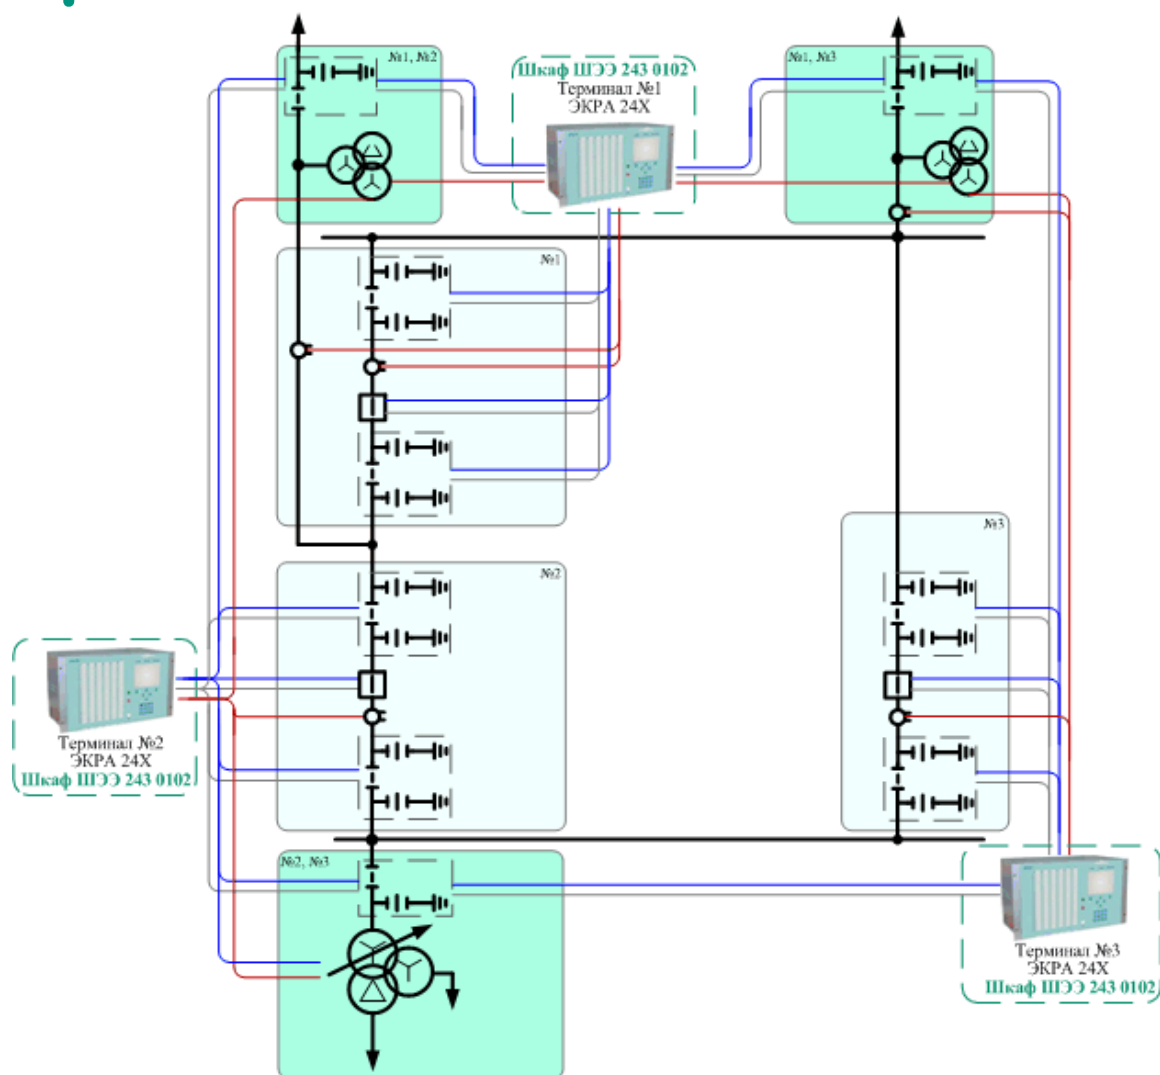 №1, №2
Шкаф ШЭЭ 243 0102
Терминал №1
ЭКРА 24X
№1, №3
№1
№3
№2
Терминал №2
ЭКРА 24X
Шкаф ШЭЭ 243 0102
№2, №3
Терминал №3
ЭКРА 24X
Шкаф ШЭЭ 243 0102